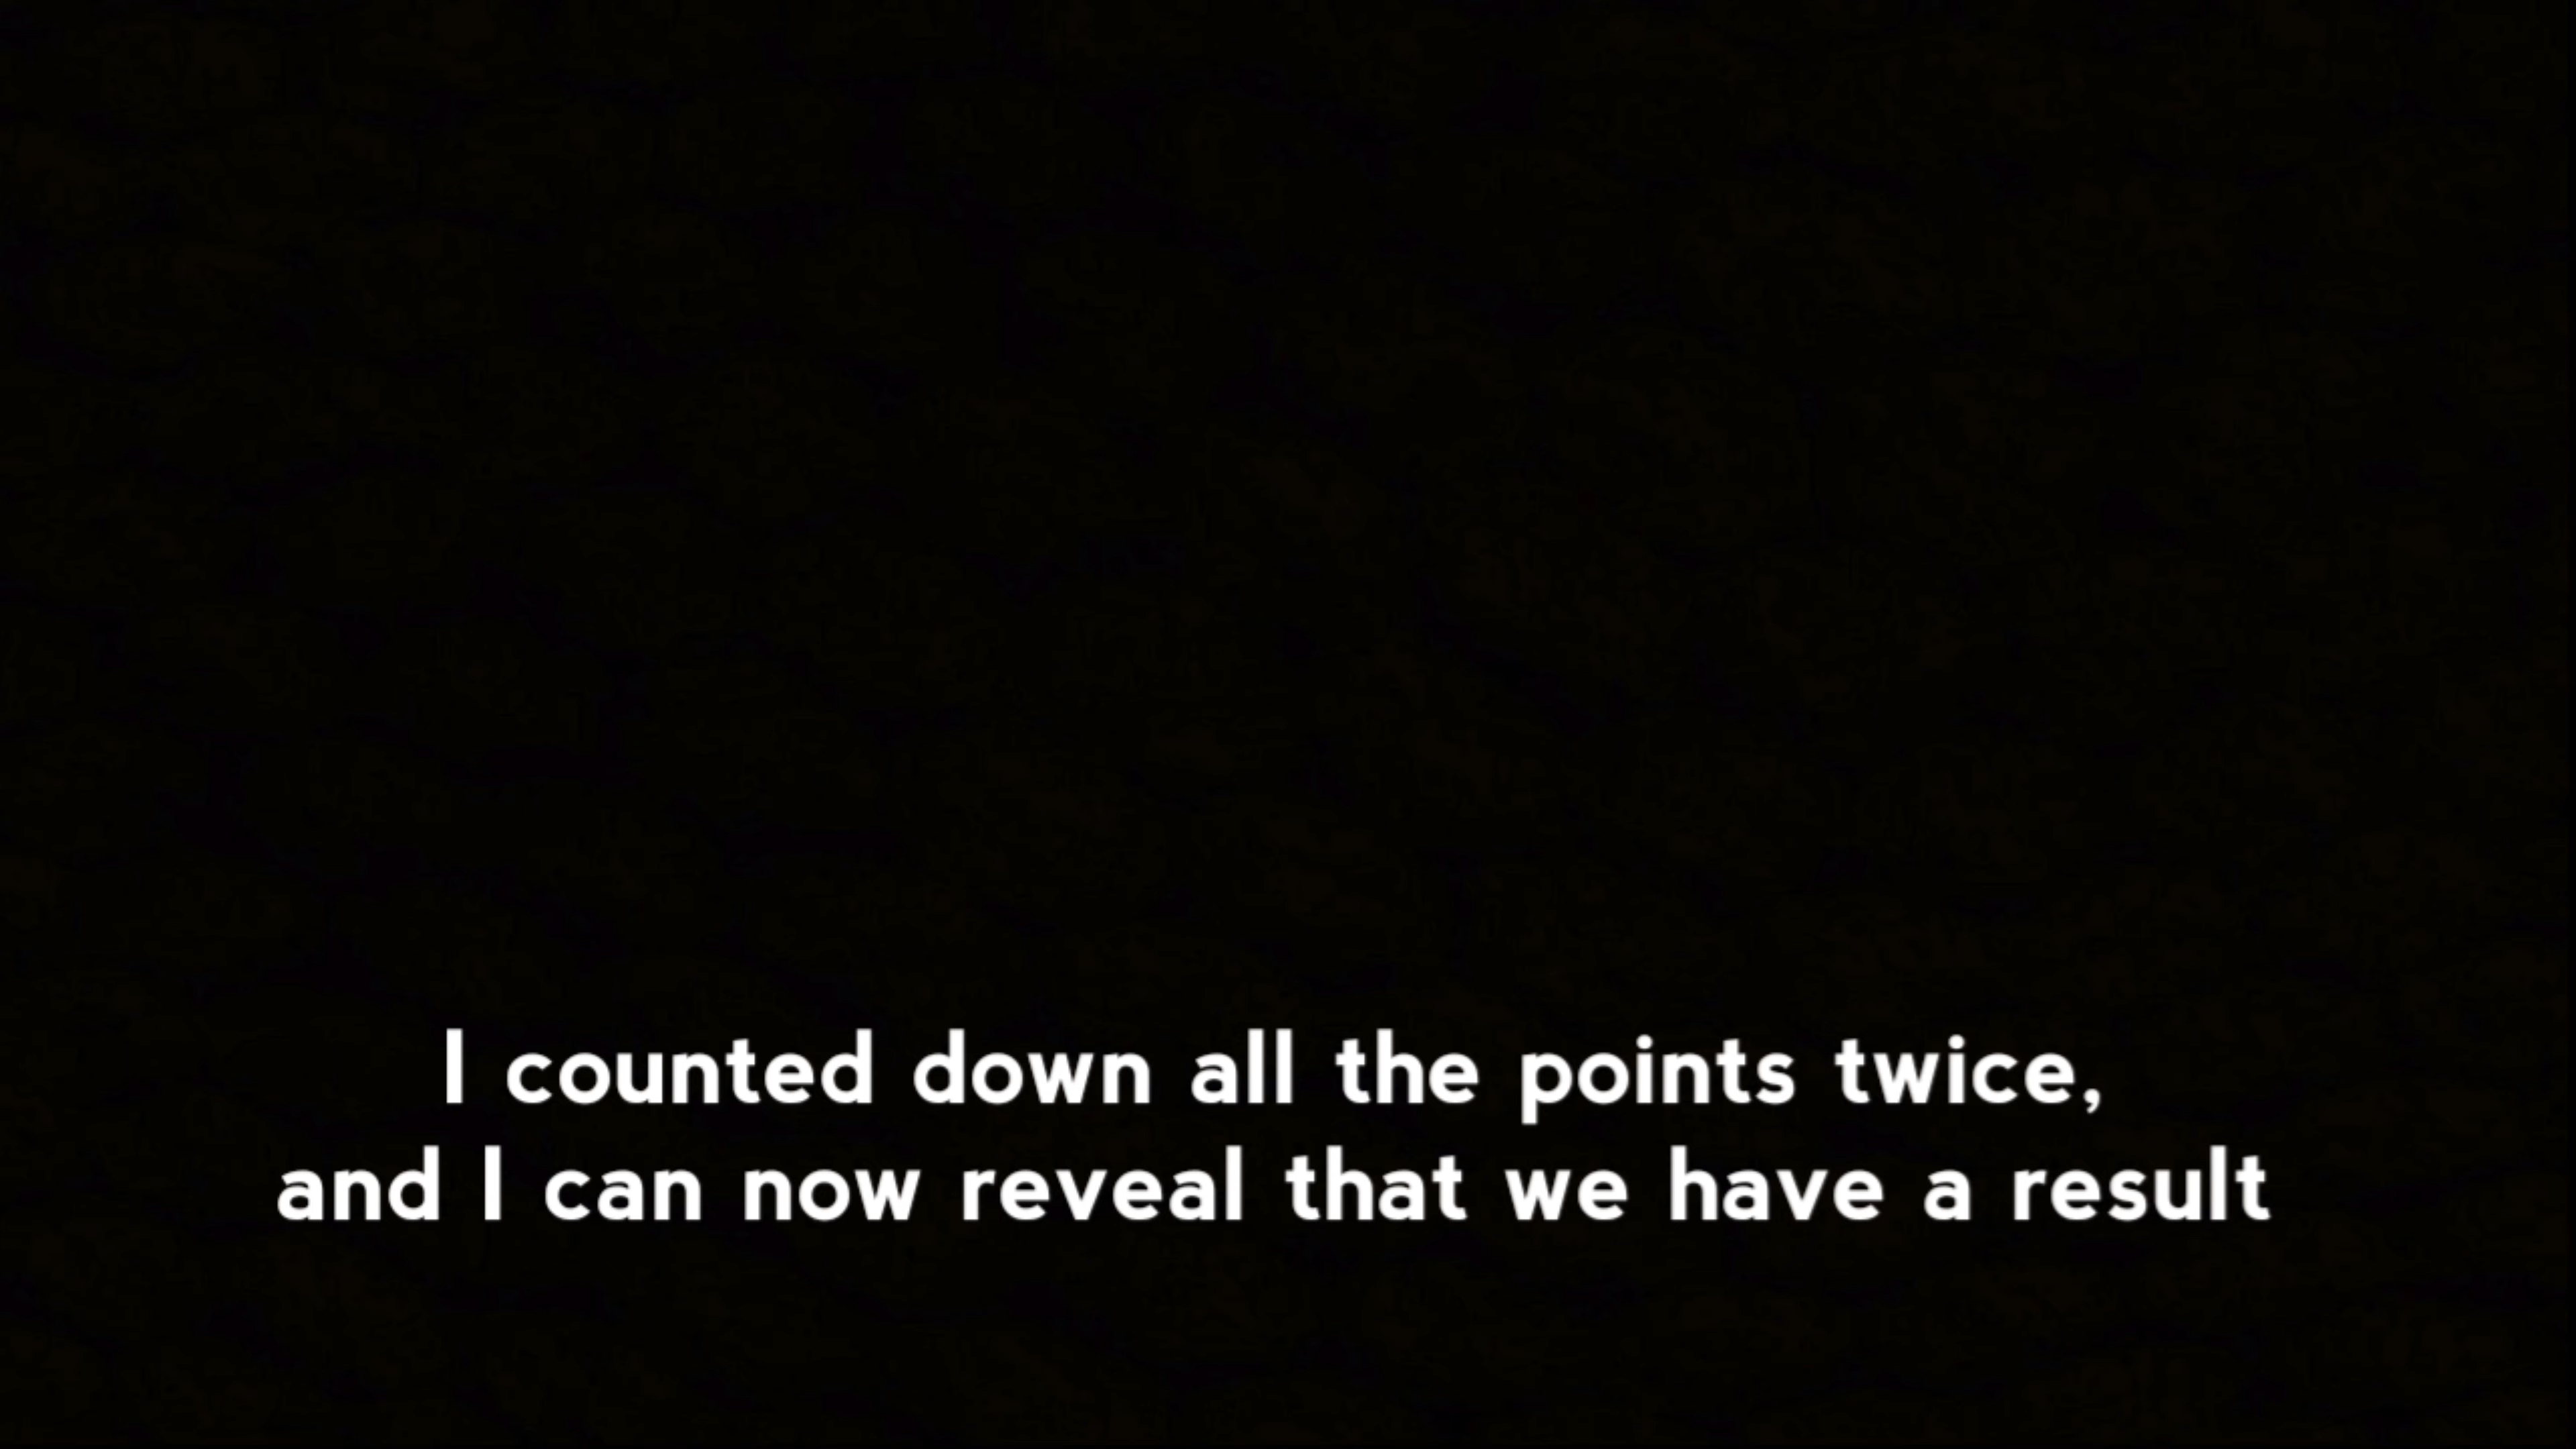 I counted down all the points twice,
and I can now reveal that we have a result